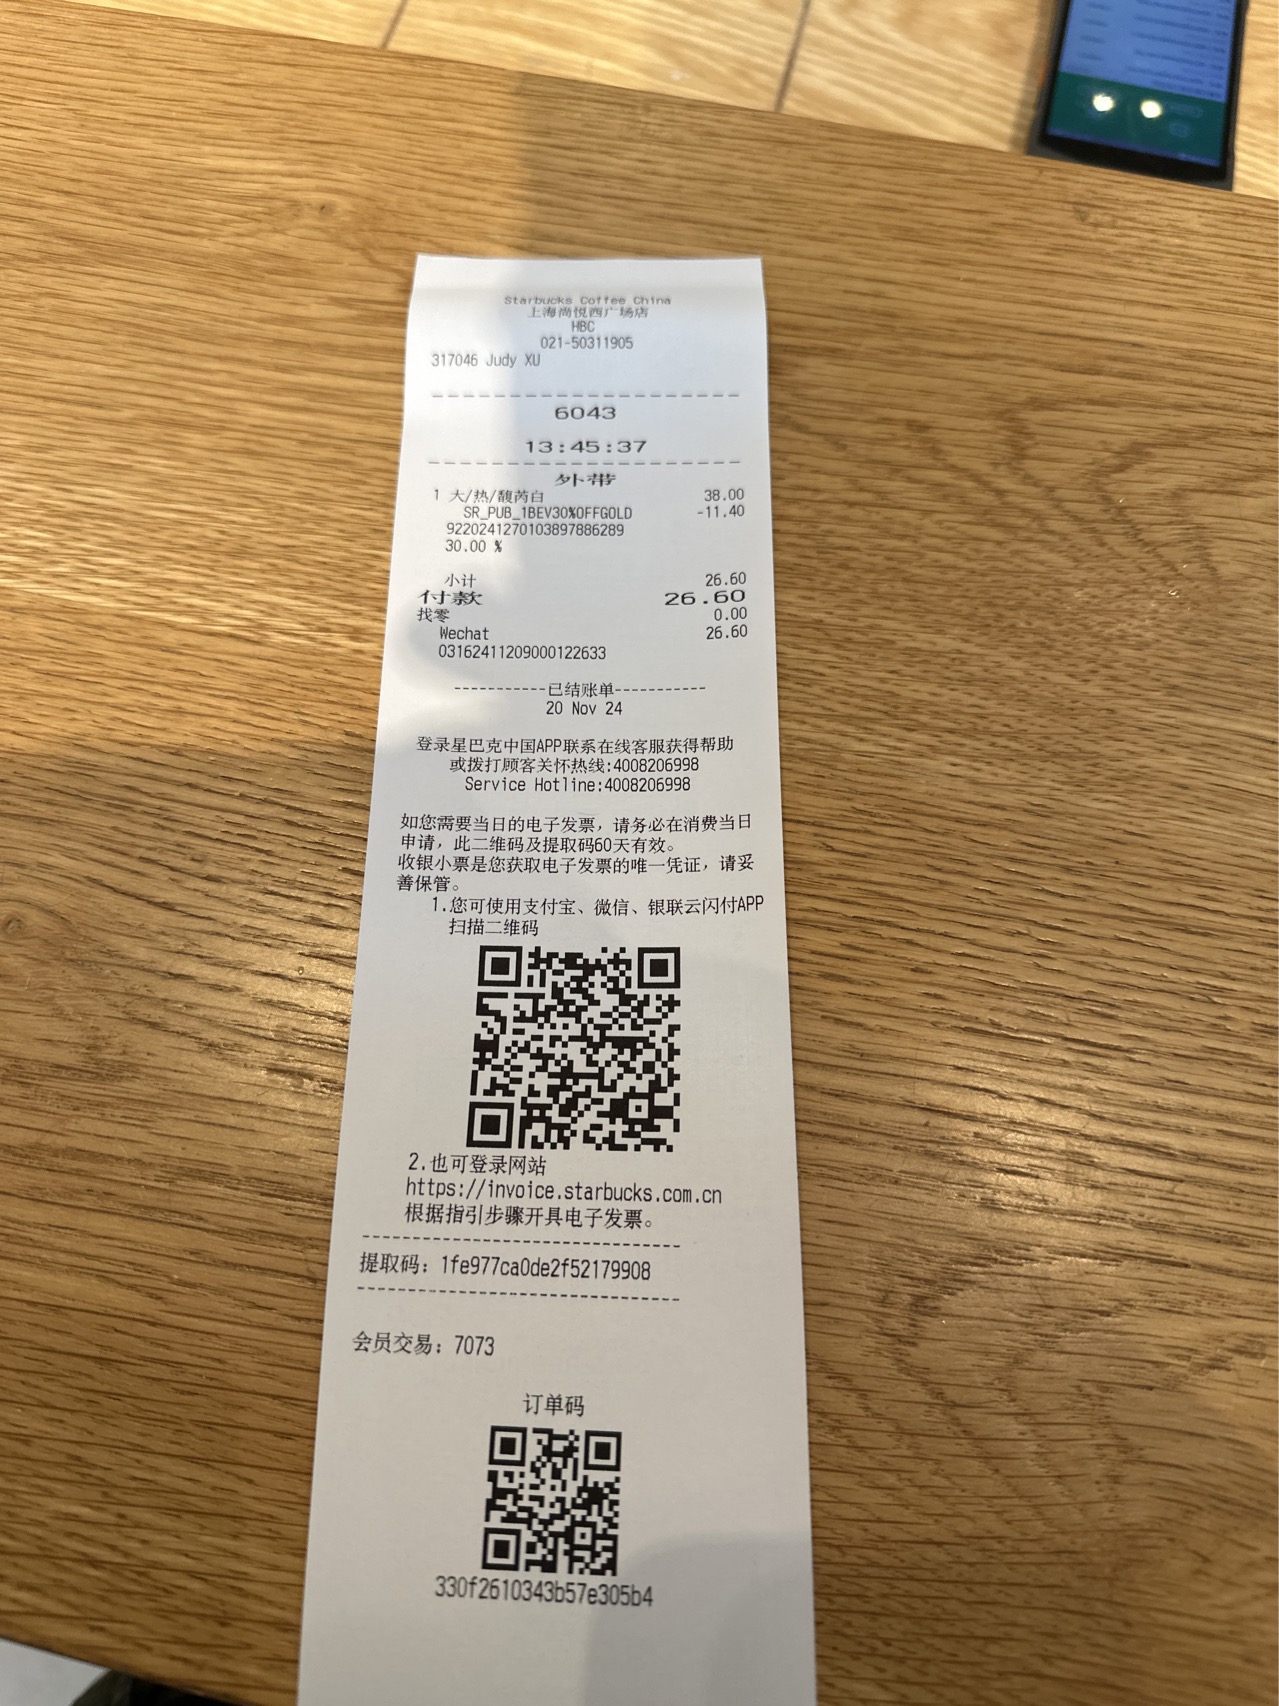 Starbucks Coffee China
上海尚悦西广场店
HBC
021-50311905
317046 Judy XU
6043
13:45:37
外带
1 大/热/馥芮白 38.00
SR_PUB_1BEV30%OFFGOLD -11.40
9220241270103897886289
30.00 %
小计 26.60
付款 26.60
找零 0.00
Wechat 26.60
03162411209000122633
-----------已结账单-----------
20 Nov 24
登录星巴克中国APP联系在线客服获得帮助
或拨打顾客关怀热线:4008206998
Service Hotline:4008206998
如您需要当日的电子发票，请务必在消费当日
申请，此二维码及提取码60天有效。
收银小票是您获取电子发票的唯一凭证，请妥
善保管。
1.您可使用支付宝、微信、银联云闪付APP
扫描二维码
2.也可登录网站
https://invoice.starbucks.com.cn
根据指引步骤开具电子发票。
提取码：1fe977ca0de2f52179908
会员交易：7073
订单码
330f2610343b57e305b4